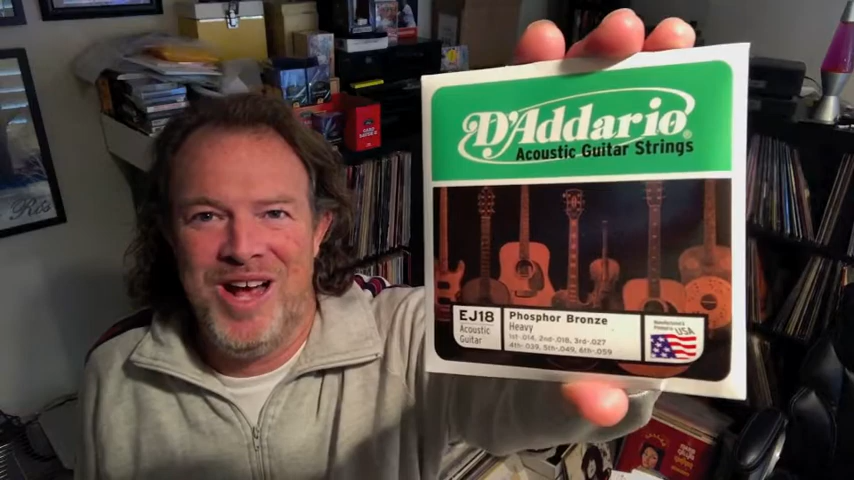 D'Addario®
Acoustic Guitar Strings
EJ18
Acoustic
Guitar
Phosphor Bronze
Heavy
1st-.014, 2nd-.018, 3rd-.027
4th-.039, 5th-.049, 6th-.059
USA